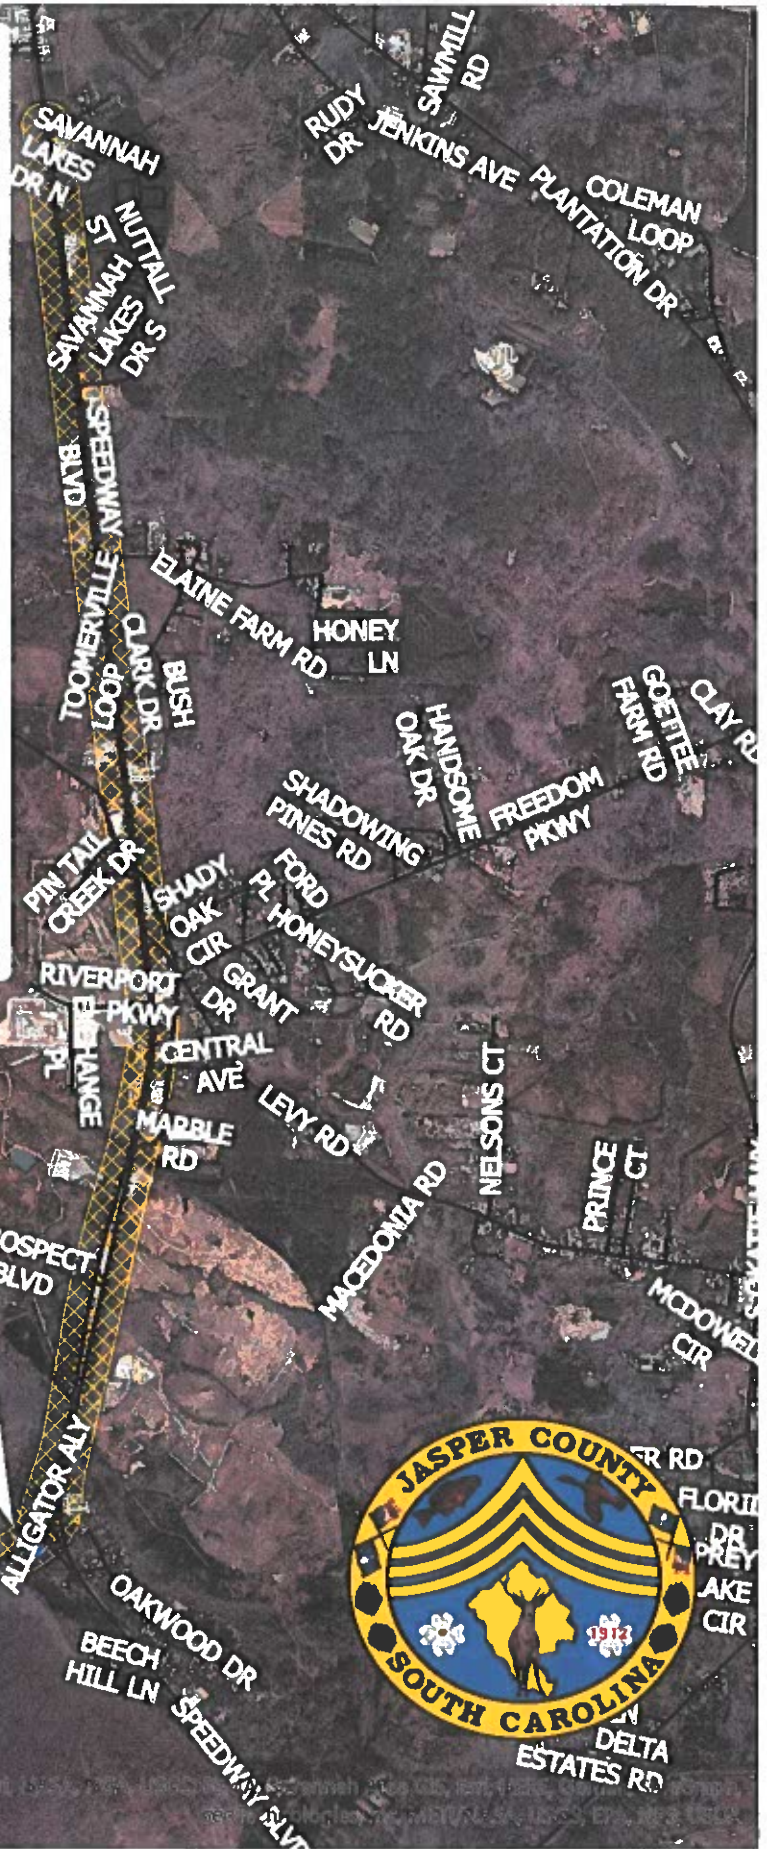 SAWMILL
RD
RUDY
DR
JENKINS AVE
SAVANNAH
LAKES
DR N
PLANTATION DR
COLEMAN
LOOP
NUTTALL
ST
SAVANNAH
LAKES
DR S
SPEEDWAY
BLVD
ELAINE FARM RD
HONEY
LN
TOOMERVILLE
LOOP
CLARK DR
BUSH
GOETTEE
FARM RD
CLAY RD
HANDSOME
OAK DR
SHADOWING
PINES RD
FREEDOM
PKWY
PIN TAIL
CREEK DR
SHADY
OAK
CIR
FORD
PL
HONEYSUCKER
RD
GRANT
DR
RIVERPORT
PKWY
EXCHANGE
PL
CENTRAL
AVE
LEVY RD
MARBLE
RD
NELSONS CT
PRINCE
CT
MACEDONIA RD
OSPECT
BLVD
MCDOWEL
CIR
ALLIGATOR ALY
JASPER COUNTY
ER RD
FLORI
DR
PREY
AKE
CIR
1912
SOUTH CAROLINA
OAKWOOD DR
BEECH
HILL LN
SPEEDWAY BLVD
EN
DELTA
ESTATES RD